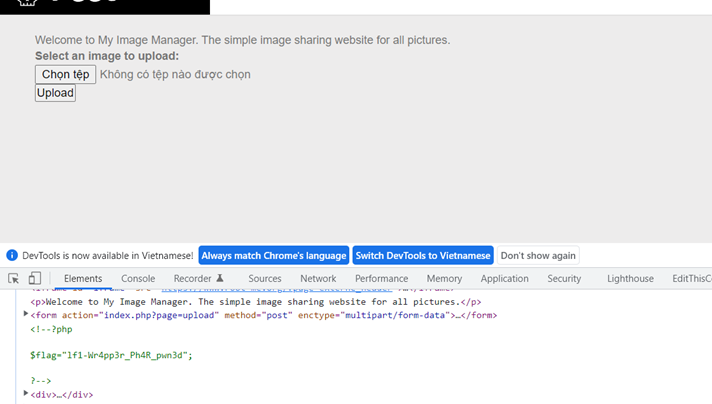 Welcome to My Image Manager. The simple image sharing website for all pictures.
Select an image to upload:
Chọn tệp Không có tệp nào được chọn
Upload
DevTools is now available in Vietnamese! Always match Chrome's language Switch DevTools to Vietnamese Don't show again
Elements Console Recorder Sources Network Performance Memory Application Security Lighthouse EditThisC
<p>Welcome to My Image Manager. The simple image sharing website for all pictures.</p>
<form action="index.php?page=upload" method="post" enctype="multipart/form-data">…</form>
<!--?php
$flag="lf1-Wr4pp3r_Ph4R_pwn3d";
?-->
<div>…</div>